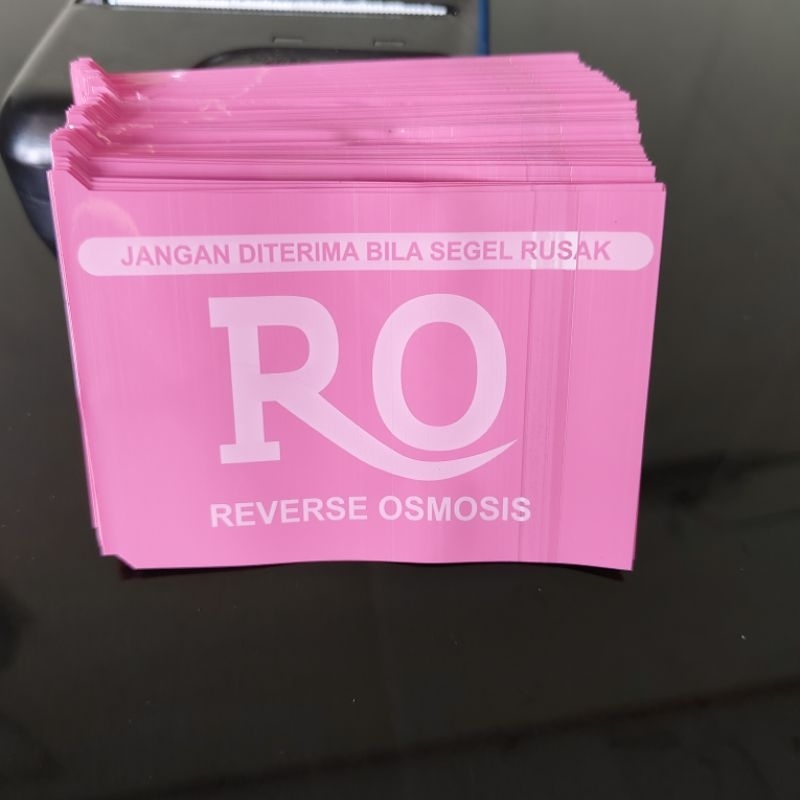 JANGAN DITERIMA BILA SEGEL RUSAK
RO
REVERSE OSMOSIS